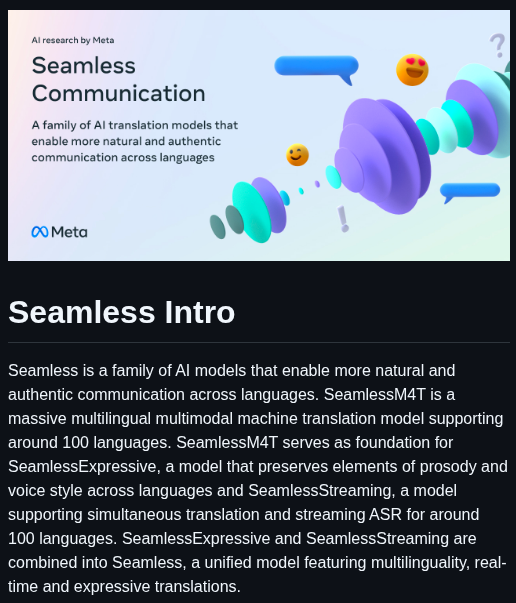 AI research by Meta
Seamless
Communication
A family of AI translation models that
enable more natural and authentic
communication across languages
?
!
Meta
Seamless Intro
Seamless is a family of AI models that enable more natural and
authentic communication across languages. SeamlessM4T is a
massive multilingual multimodal machine translation model supporting
around 100 languages. SeamlessM4T serves as foundation for
SeamlessExpressive, a model that preserves elements of prosody and
voice style across languages and SeamlessStreaming, a model
supporting simultaneous translation and streaming ASR for around
100 languages. SeamlessExpressive and SeamlessStreaming are
combined into Seamless, a unified model featuring multilinguality, real-
time and expressive translations.